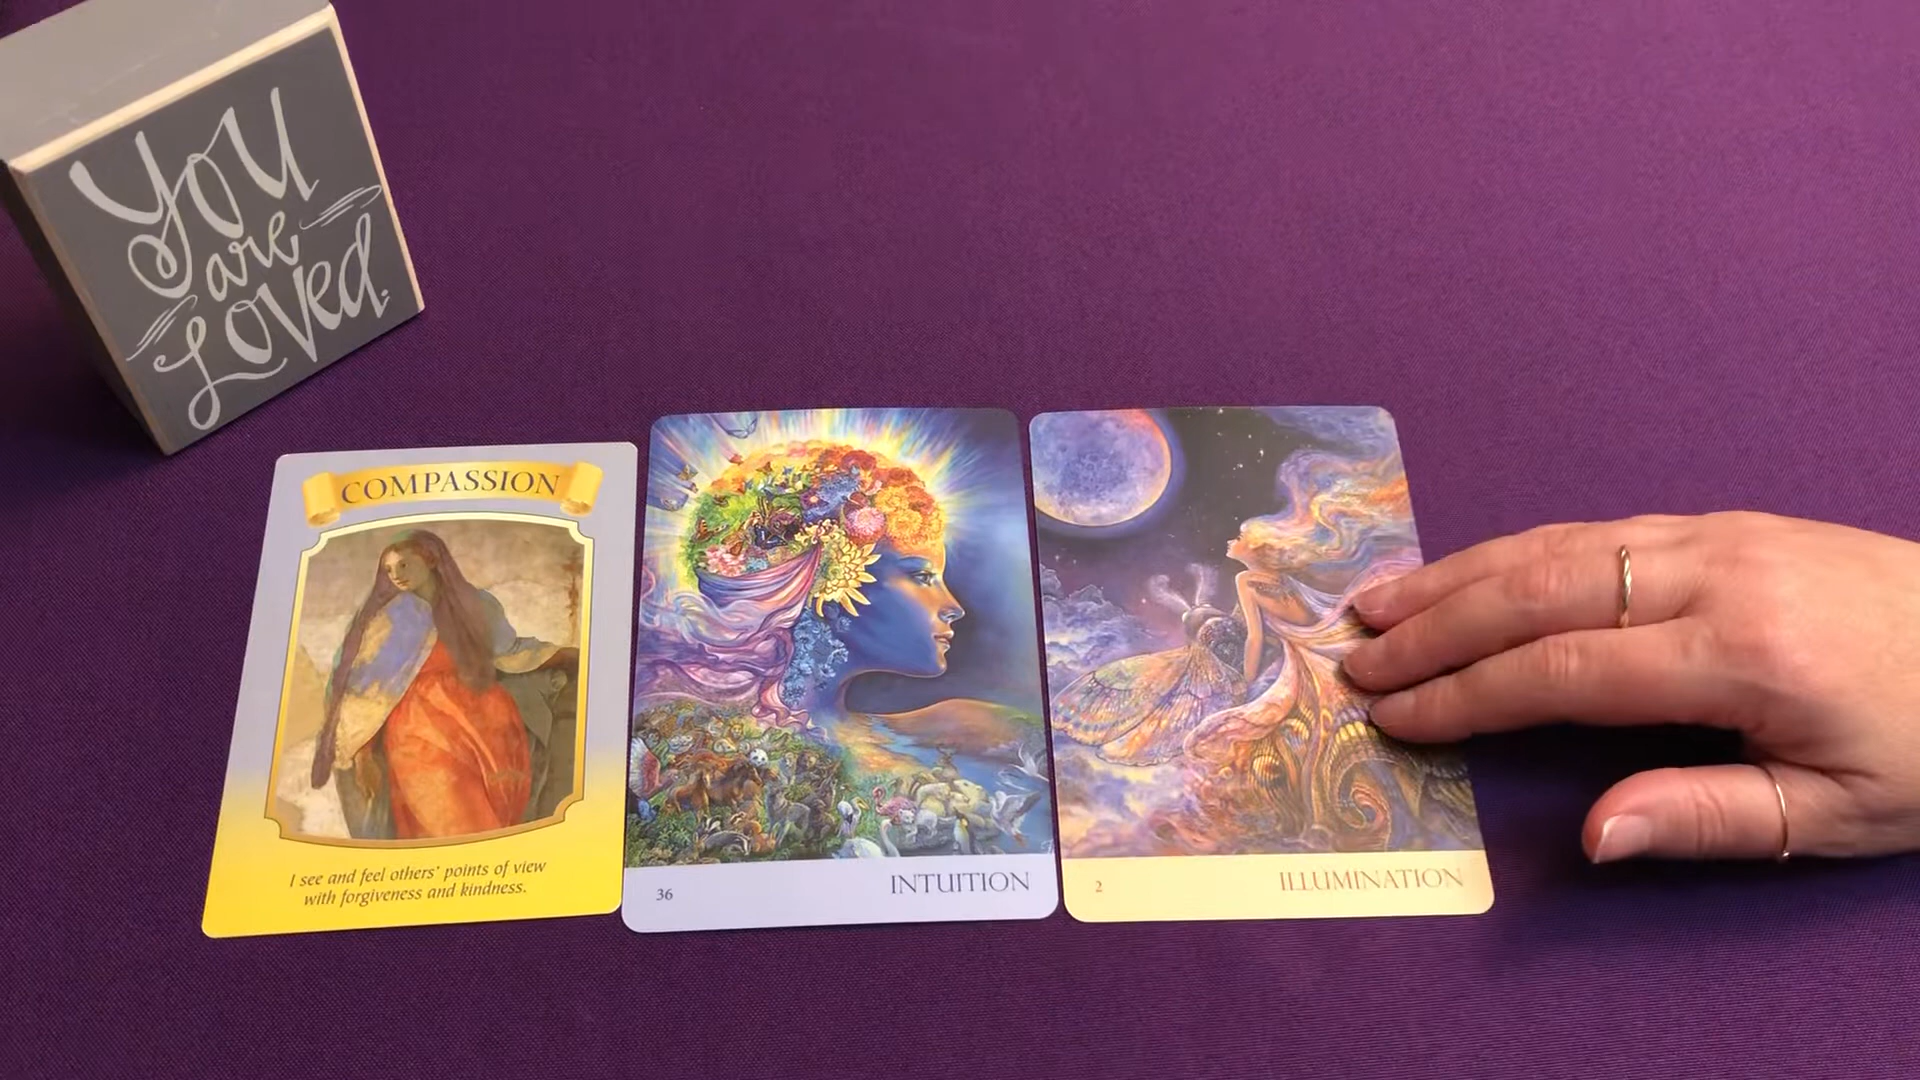 You
are
Loved.
COMPASSION
I see and feel others' points of view
with forgiveness and kindness.
36
INTUITION
2
ILLUMINATION